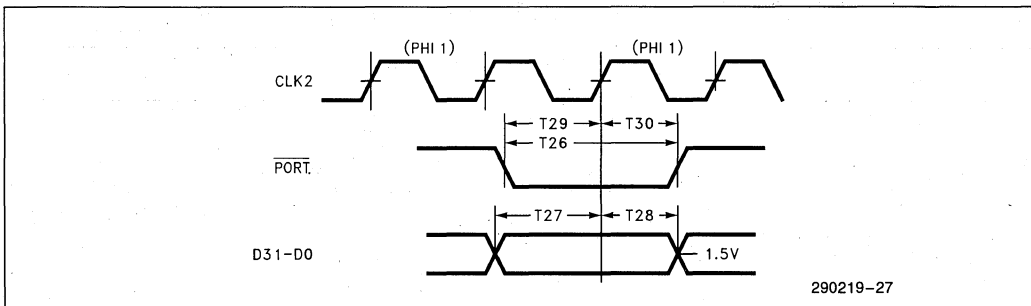 (PHI 1) (PHI 1)
CLK2
T29 T30
T26
PORT
T27 T28
D31-D0 1.5V
290219-27